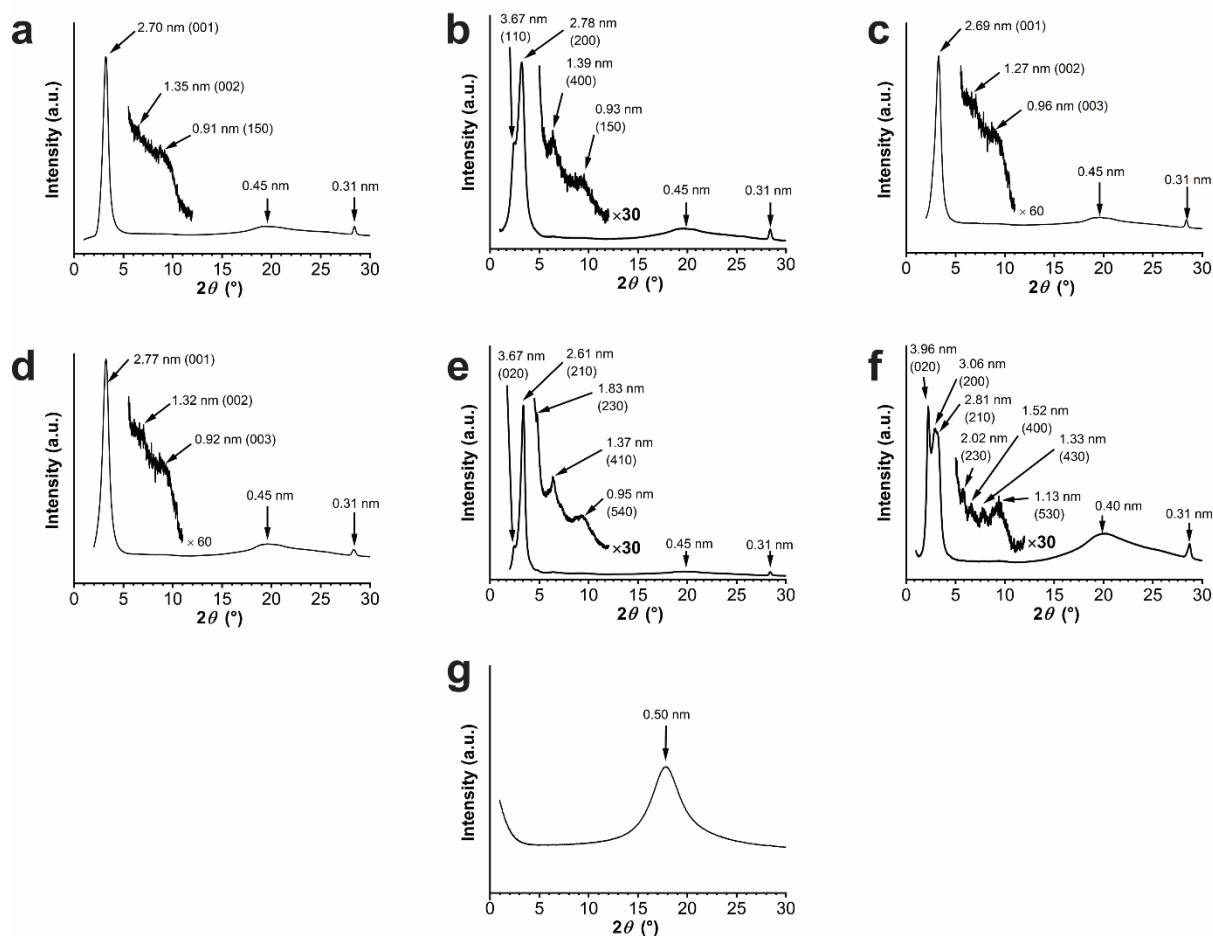 a
Intensity (a.u.)
2.70 nm (001)
1.35 nm (002)
0.91 nm (150)
0.45 nm
0.31 nm
0 5 10 15 20 25 30
2θ (°)
b
Intensity (a.u.)
3.67 nm
(110)
2.78 nm
(200)
1.39 nm
(400)
0.93 nm
(150)
×30
0.45 nm
0.31 nm
0 5 10 15 20 25 30
2θ (°)
c
Intensity (a.u.)
2.69 nm (001)
1.27 nm (002)
0.96 nm (003)
× 60
0.45 nm
0.31 nm
0 5 10 15 20 25 30
2θ (°)
d
Intensity (a.u.)
2.77 nm (001)
1.32 nm (002)
0.92 nm (003)
× 60
0.45 nm
0.31 nm
0 5 10 15 20 25 30
2θ (°)
e
Intensity (a.u.)
3.67 nm
(020)
2.61 nm
(210)
1.83 nm
(230)
1.37 nm
(410)
0.95 nm
(540)
×30
0.45 nm
0.31 nm
0 5 10 15 20 25 30
2θ (°)
f
Intensity (a.u.)
3.96 nm
(020)
3.06 nm
(200)
2.81 nm
(210)
2.02 nm
(230)
1.52 nm
(400)
1.33 nm
(430)
1.13 nm
(530)
×30
0.40 nm
0.31 nm
0 5 10 15 20 25 30
2θ (°)
g
Intensity (a.u.)
0.50 nm
0 5 10 15 20 25 30
2θ (°)